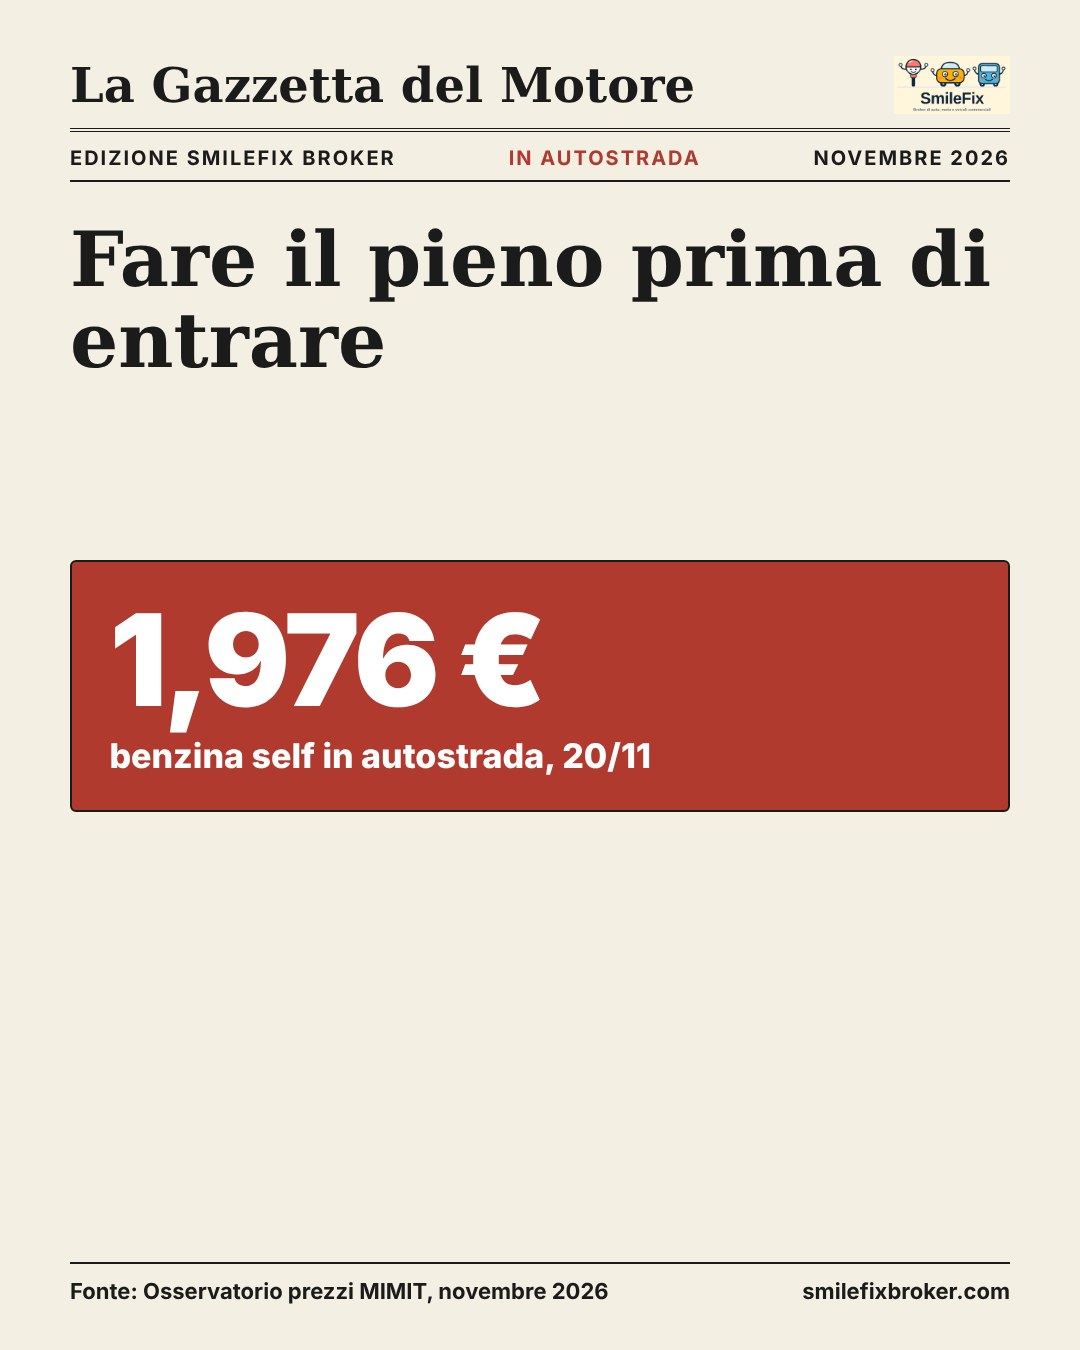 La Gazzetta del Motore
SmileFix
EDIZIONE SMILEFIX BROKER
IN AUTOSTRADA
NOVEMBRE 2026
Fare il pieno prima di
entrare
1,976 €
benzina self in autostrada, 20/11
Fonte: Osservatorio prezzi MIMIT, novembre 2026
smilefixbroker.com